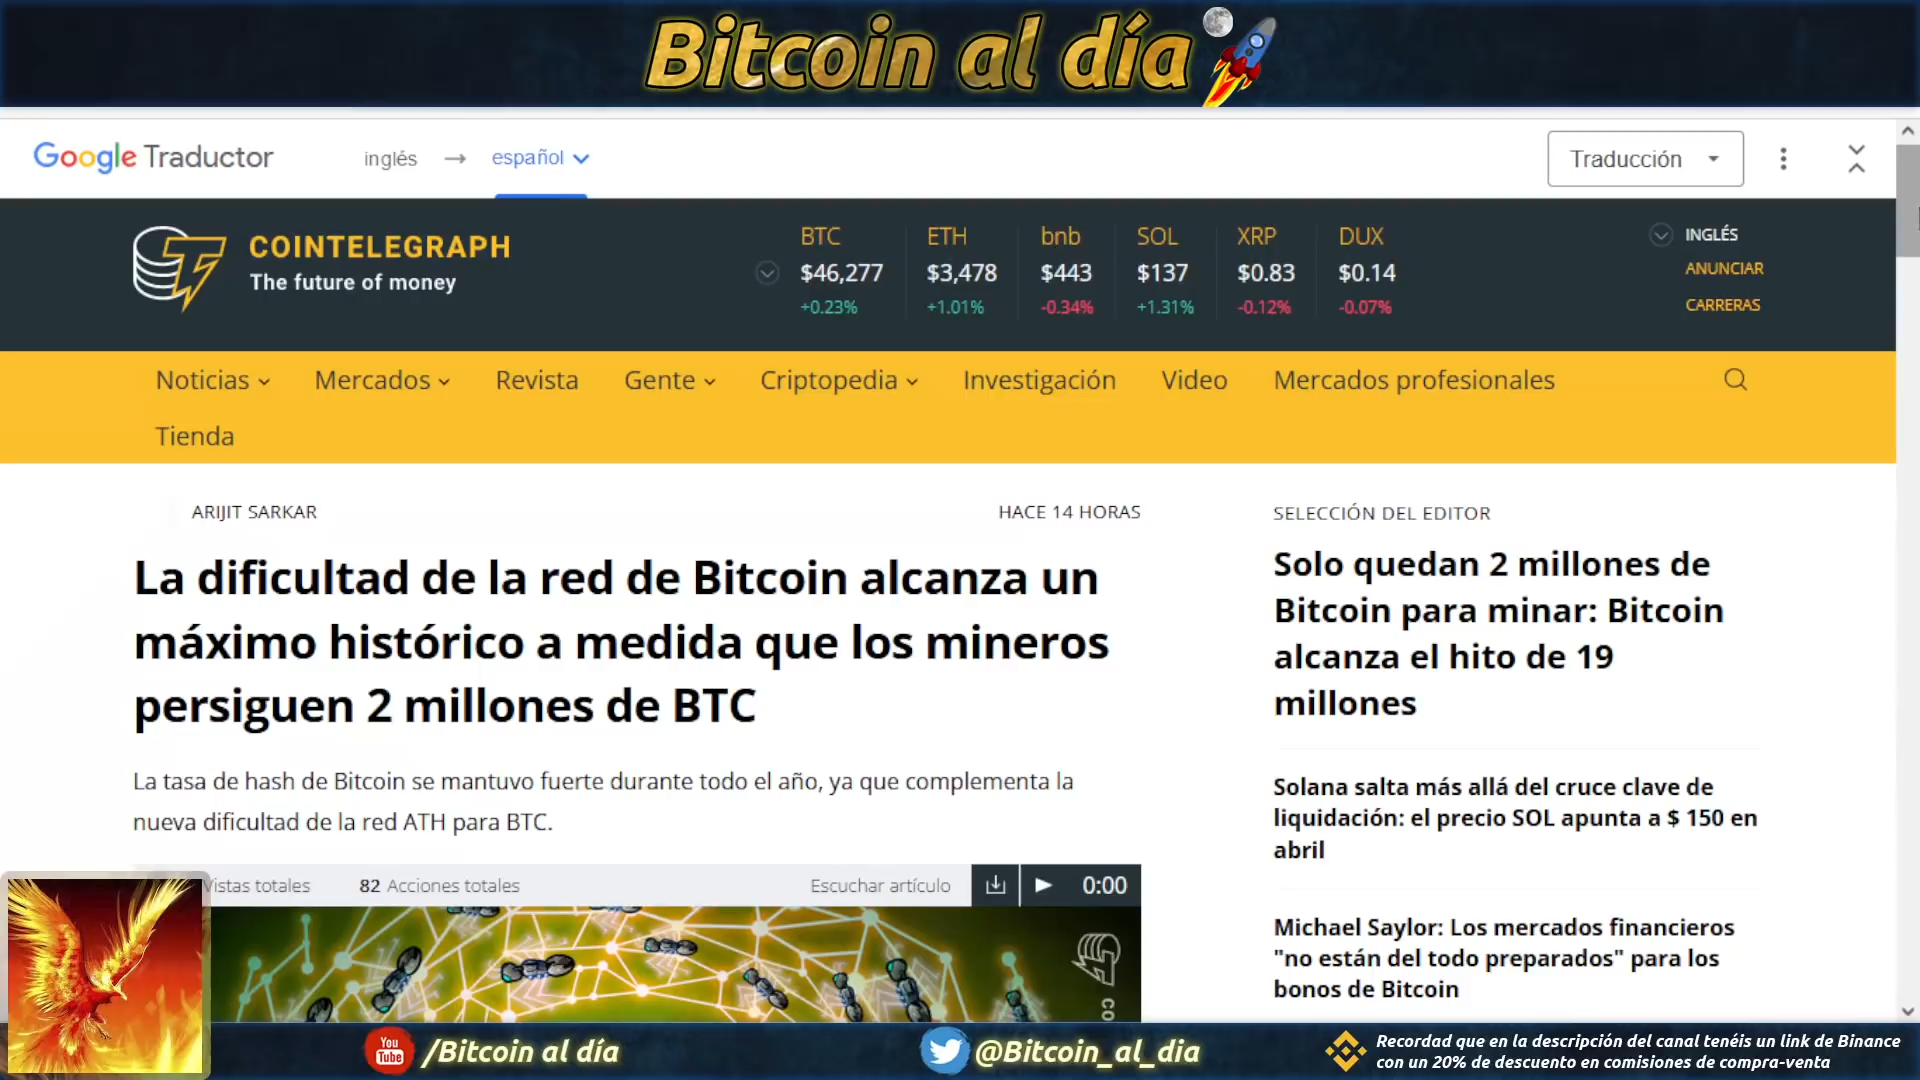 Bitcoin al día
Google Traductor
inglés → español
Traducción
COINTELEGRAPH
The future of money
BTC ETH bnb SOL XRP DUX
$46,277 $3,478 $443 $137 $0.83 $0.14
+0.23% +1.01% -0.34% +1.31% -0.12% -0.07%
INGLÉS
ANUNCIAR
CARRERAS
Noticias Mercados Revista Gente Criptopedia Investigación Video Mercados profesionales
Tienda
ARIJIT SARKAR
HACE 14 HORAS
La dificultad de la red de Bitcoin alcanza un
máximo histórico a medida que los mineros
persiguen 2 millones de BTC
La tasa de hash de Bitcoin se mantuvo fuerte durante todo el año, ya que complementa la
nueva dificultad de la red ATH para BTC.
Vistas totales 82 Acciones totales Escuchar artículo 0:00
SELECCIÓN DEL EDITOR
Solo quedan 2 millones de
Bitcoin para minar: Bitcoin
alcanza el hito de 19
millones
Solana salta más allá del cruce clave de
liquidación: el precio SOL apunta a $ 150 en
abril
Michael Saylor: Los mercados financieros
"no están del todo preparados" para los
bonos de Bitcoin
You
Tube
/Bitcoin al día
@Bitcoin_al_dia
Recordad que en la descripción del canal tenéis un link de Binance
con un 20% de descuento en comisiones de compra-venta